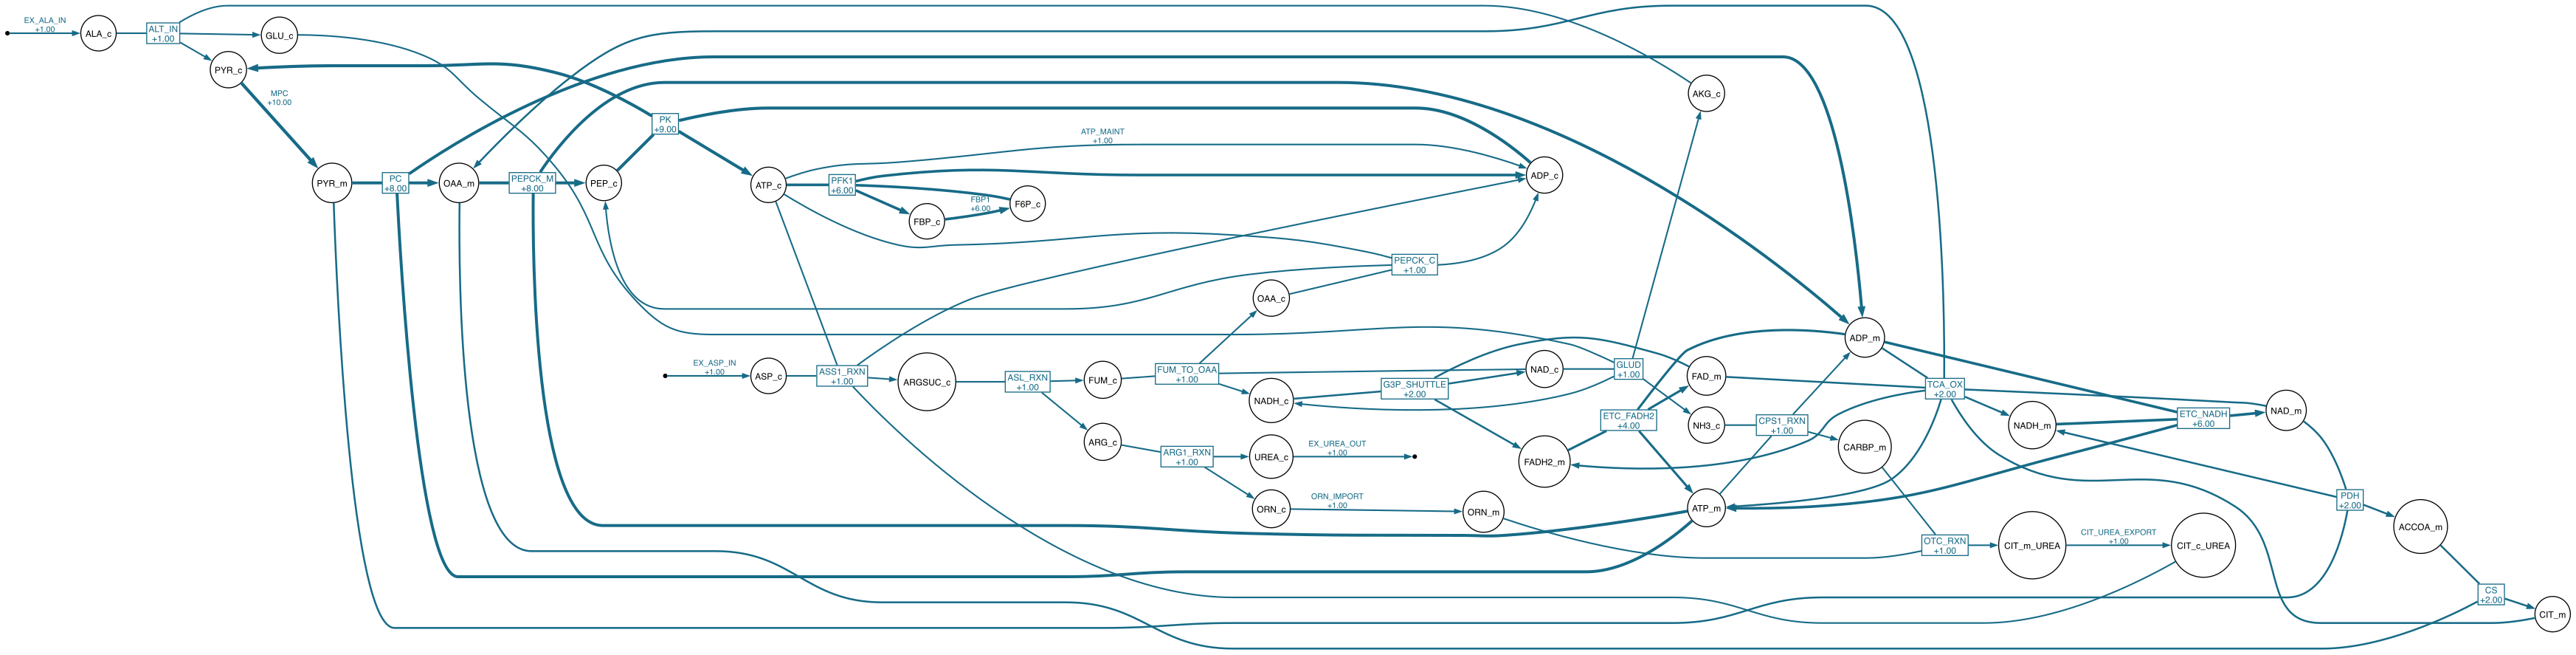 EX_ALA_IN
+1.00
ALA_c
ALT_IN
+1.00
GLU_c
PYR_c
MPC
+10.00
AKG_c
PK
+9.00
ATP_MAINT
+1.00
PYR_m
PC
+8.00
OAA_m
PEPCK_M
+8.00
PEP_c
ATP_c
PFK1
+6.00
FBP_c
FBP1
+6.00
F6P_c
ADP_c
PEPCK_C
+1.00
OAA_c
ADP_m
EX_ASP_IN
+1.00
ASP_c
ASS1_RXN
+1.00
ARGSUC_c
ASL_RXN
+1.00
FUM_c
FUM_TO_OAA
+1.00
NADH_c
G3P_SHUTTLE
+2.00
NAD_c
GLUD
+1.00
FAD_m
TCA_OX
+2.00
NADH_m
ETC_NADH
+6.00
NAD_m
ETC_FADH2
+4.00
NH3_c
CPS1_RXN
+1.00
CARBP_m
ARG_c
ARG1_RXN
+1.00
UREA_c
EX_UREA_OUT
+1.00
FADH2_m
ORN_c
ORN_IMPORT
+1.00
ORN_m
ATP_m
PDH
+2.00
ACCOA_m
OTC_RXN
+1.00
CIT_m_UREA
CIT_UREA_EXPORT
+1.00
CIT_c_UREA
CS
+2.00
CIT_m